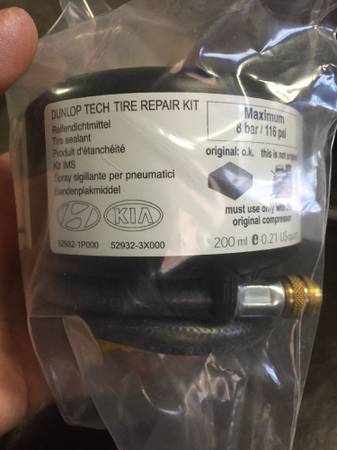 DUNLOP TECH TIRE REPAIR KIT
Reifendichtmittel
Tire sealant
Produit d'étanchéité
Kit IMS
Spray sigillante per pneumatici
Bandenplakmiddel
KIA
52932-1P000 52932-3X000
Maximum
8 bar / 116 psi
original: o.k. this is not
must use only with
original compressor
200 ml e 0.21 US